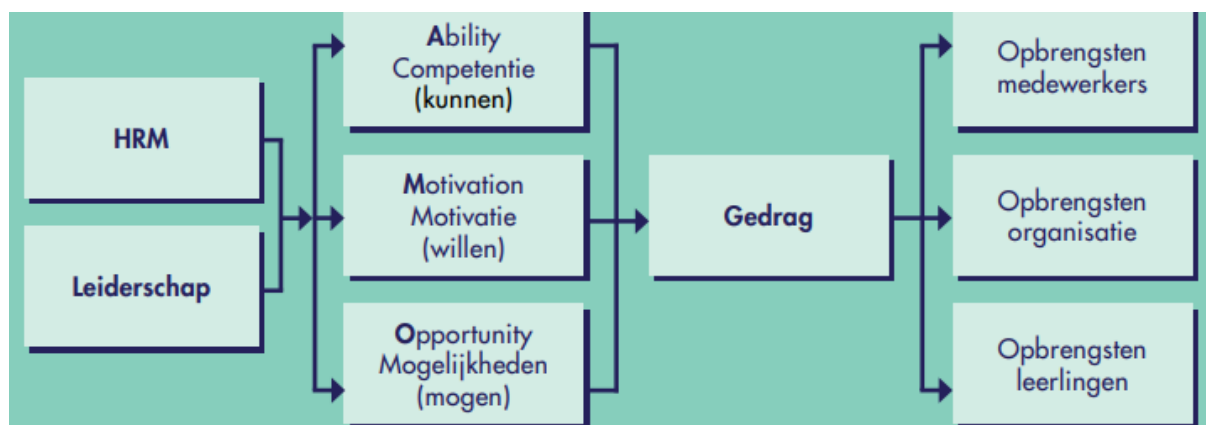 HRM
Leiderschap
Ability
Competentie
(kunnen)
Motivation
Motivatie
(willen)
Opportunity
Mogelijkheden
(mogen)
Gedrag
Opbrengsten
medewerkers
Opbrengsten
organisatie
Opbrengsten
leerlingen